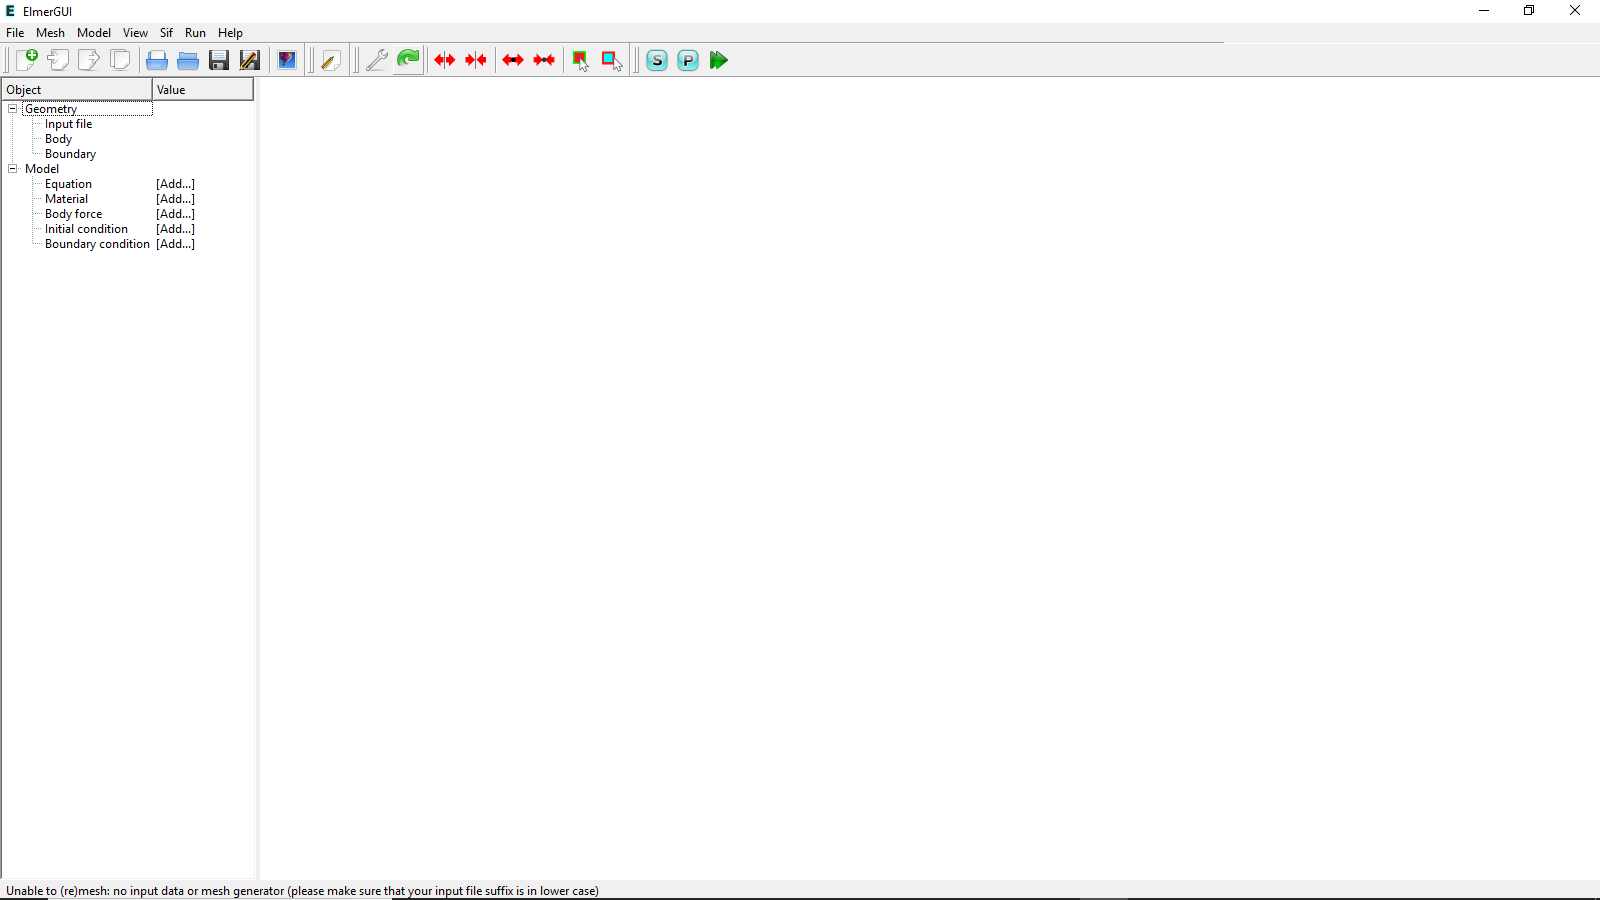 ElmerGUI
File Mesh Model View Sif Run Help
S P
Object Value
Geometry
Input file
Body
Boundary
Model
Equation [Add...]
Material [Add...]
Body force [Add...]
Initial condition [Add...]
Boundary condition [Add...]
Unable to (re)mesh: no input data or mesh generator (please make sure that your input file suffix is in lower case)